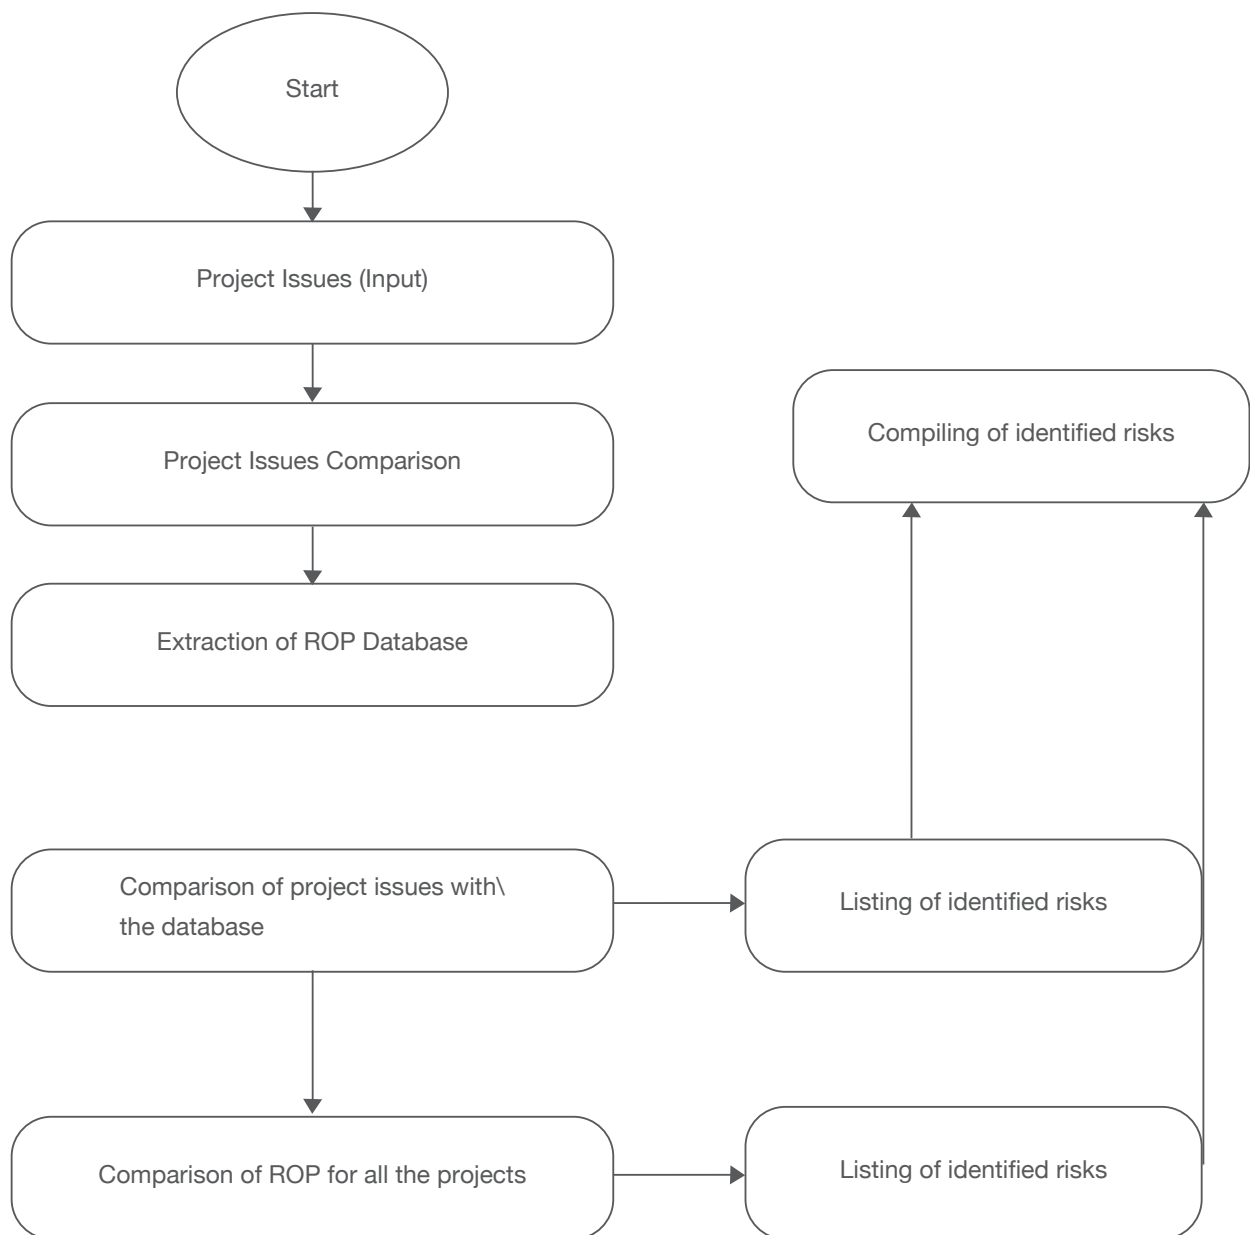 Start
Project Issues (Input)
Project Issues Comparison
Compiling of identified risks
Extraction of ROP Database
Comparison of project issues with\
the database
Listing of identified risks
Comparison of ROP for all the projects
Listing of identified risks